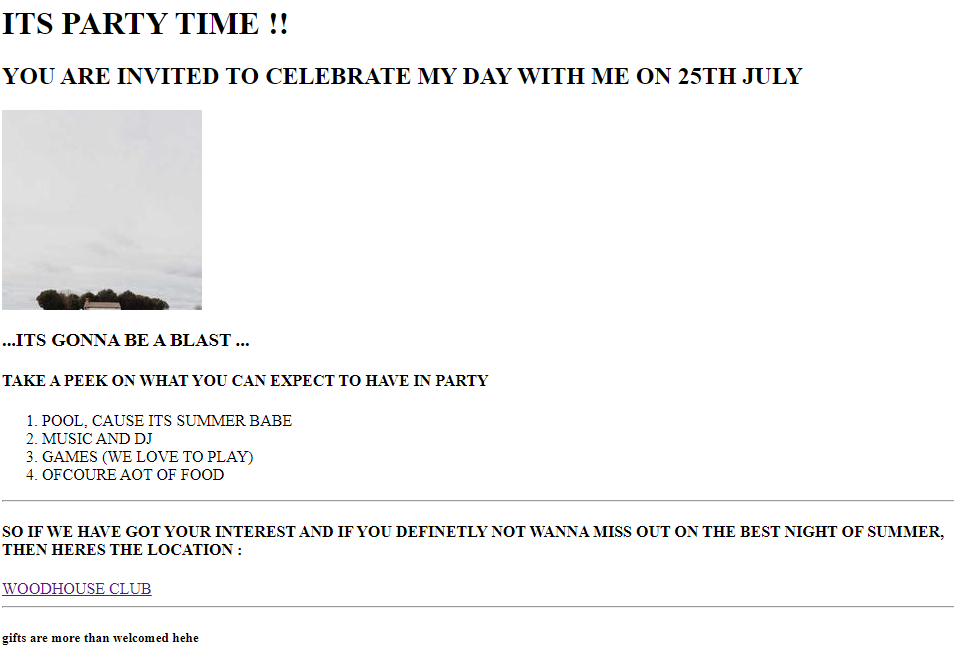 ITS PARTY TIME !!
YOU ARE INVITED TO CELEBRATE MY DAY WITH ME ON 25TH JULY
...ITS GONNA BE A BLAST ...
TAKE A PEEK ON WHAT YOU CAN EXPECT TO HAVE IN PARTY
1. POOL, CAUSE ITS SUMMER BABE
2. MUSIC AND DJ
3. GAMES (WE LOVE TO PLAY)
4. OFCOURE AOT OF FOOD
SO IF WE HAVE GOT YOUR INTEREST AND IF YOU DEFINETLY NOT WANNA MISS OUT ON THE BEST NIGHT OF SUMMER,
THEN HERES THE LOCATION :
WOODHOUSE CLUB
gifts are more than welcomed hehe